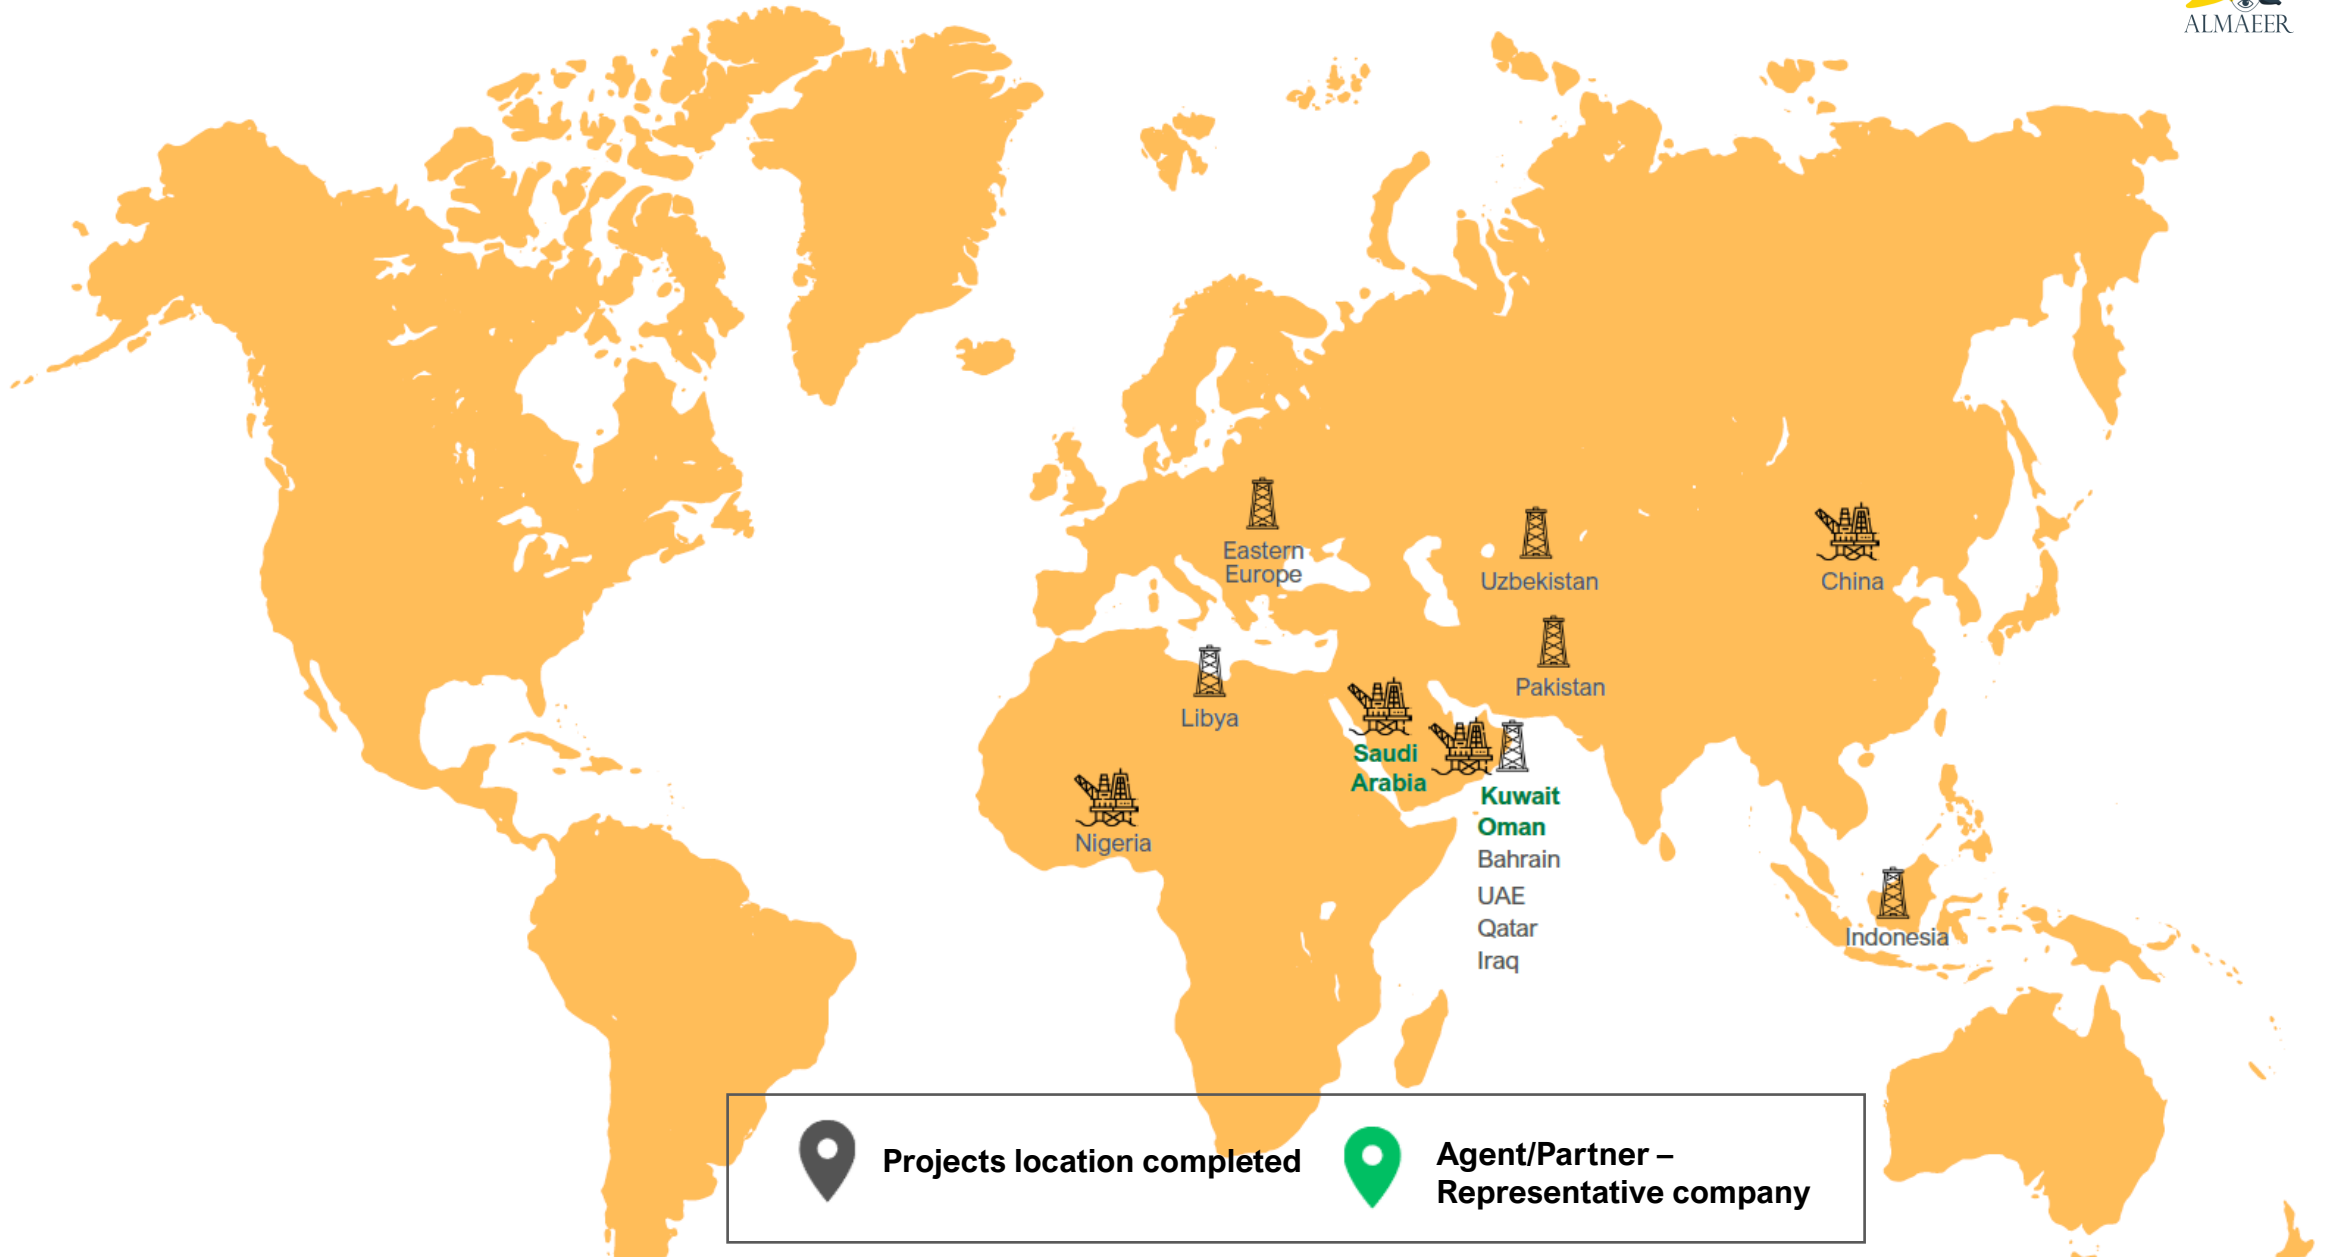 ALMAEER
Eastern
Europe
Uzbekistan
China
Pakistan
Libya
Saudi
Arabia
Nigeria
Kuwait
Oman
Bahrain
UAE
Qatar
Iraq
Indonesia
Projects location completed
Agent/Partner –
Representative company